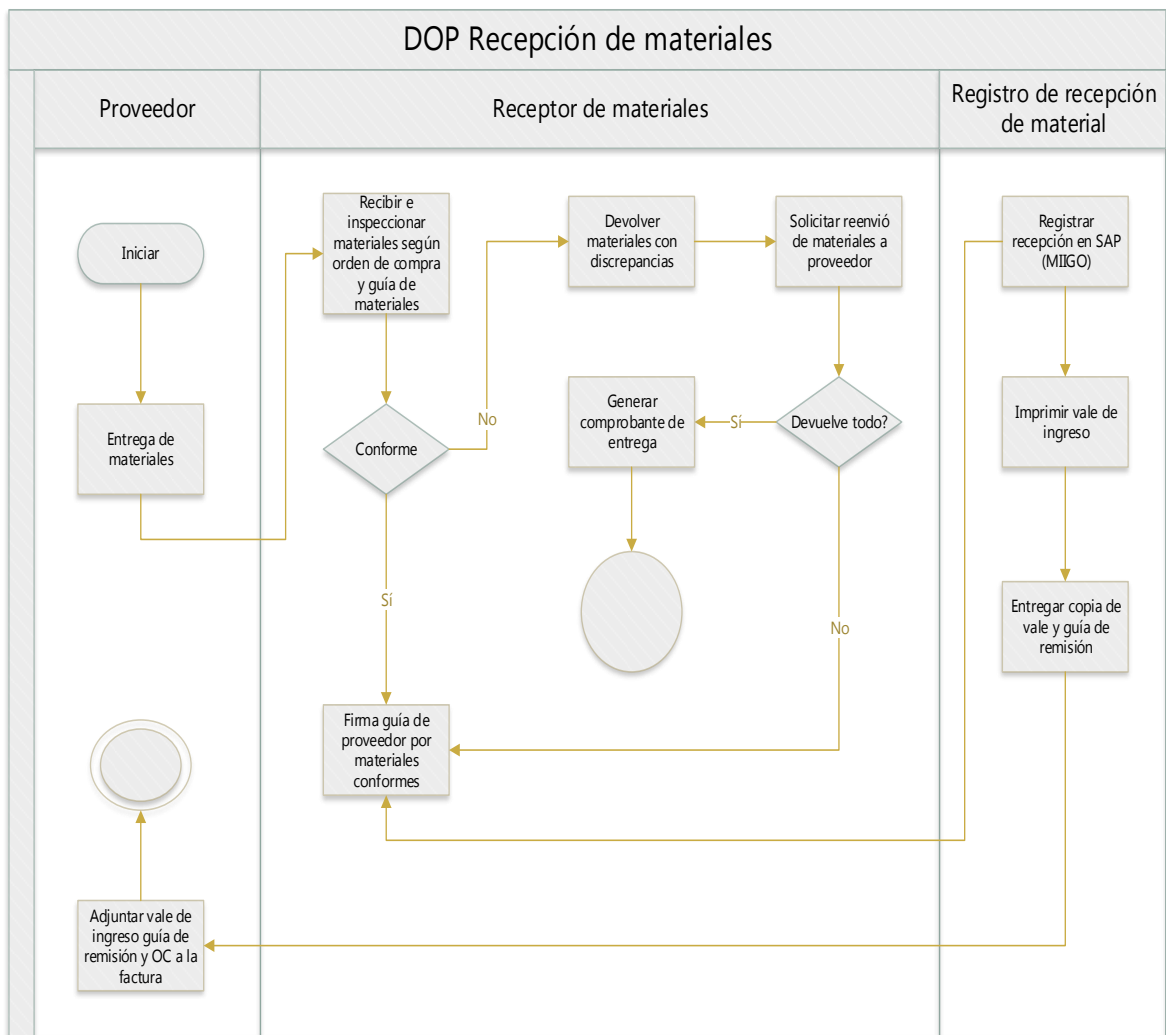 DOP Recepción de materiales
Proveedor
Receptor de materiales
Registro de recepción
de material
Iniciar
Entrega de
materiales
Recibir e
inspeccionar
materiales según
orden de compra
y guía de
materiales
Conforme
No
Sí
Devolver
materiales con
discrepancias
Solicitar reenvió
de materiales a
proveedor
Devuelve todo?
Sí
No
Generar
comprobante de
entrega
Firma guía de
proveedor por
materiales
conformes
Registrar
recepción en SAP
(MIIGO)
Imprimir vale de
ingreso
Entregar copia de
vale y guía de
remisión
Adjuntar vale de
ingreso guía de
remisión y OC a la
factura